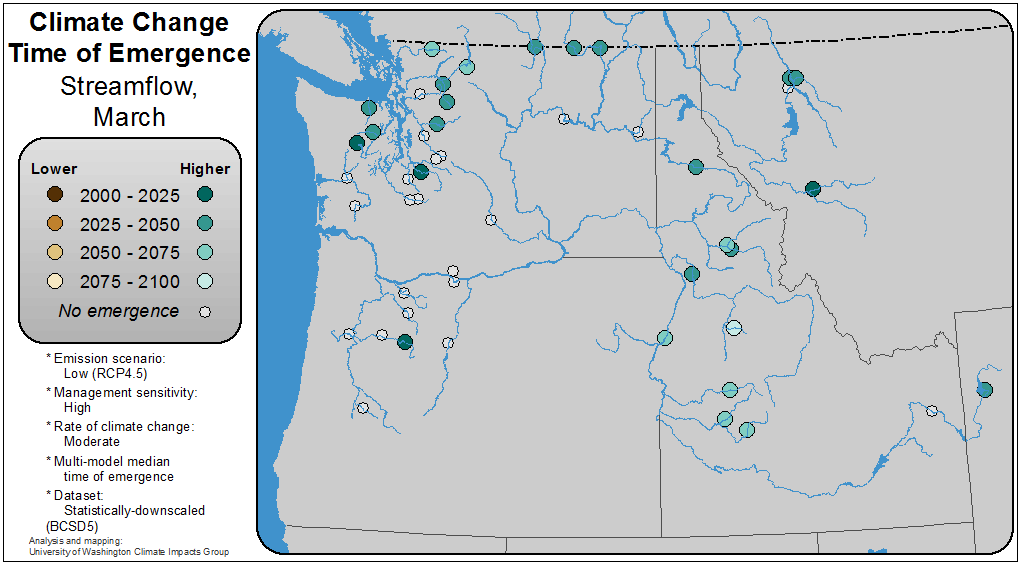 Climate Change
Time of Emergence
Streamflow,
March
Lower Higher
2000 - 2025
2025 - 2050
2050 - 2075
2075 - 2100
No emergence
* Emission scenario:
Low (RCP4.5)
* Management sensitivity:
High
* Rate of climate change:
Moderate
* Multi-model median
time of emergence
* Dataset:
Statistically-downscaled
(BCSD5)
Analysis and mapping:
University of Washington Climate Impacts Group